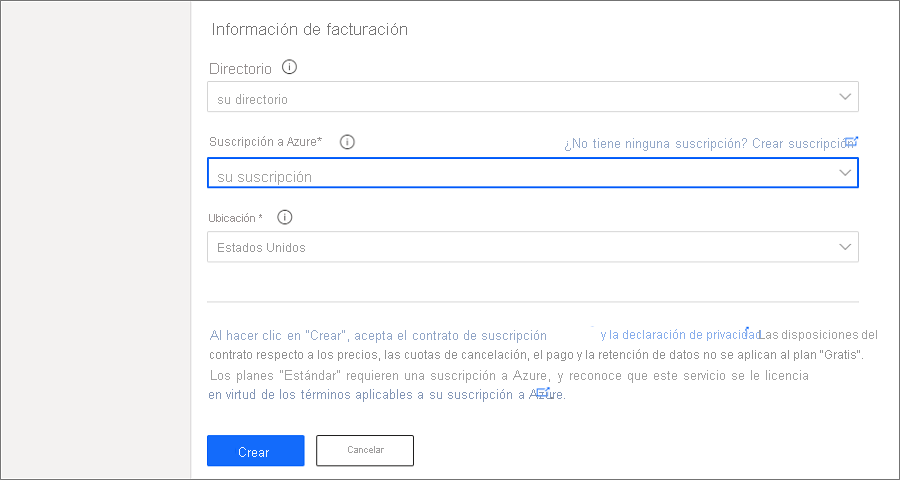 Información de facturación
Directorio
su directorio
Suscripción a Azure*
¿No tiene ninguna suscripción? Crear suscripción
su suscripción
Ubicación *
Estados Unidos
Al hacer clic en "Crear", acepta el contrato de suscripción y la declaración de privacidad. Las disposiciones del
contrato respecto a los precios, las cuotas de cancelación, el pago y la retención de datos no se aplican al plan "Gratis".
Los planes "Estándar" requieren una suscripción a Azure, y reconoce que este servicio se le licencia
en virtud de los términos aplicables a su suscripción a Azure.
Crear
Cancelar